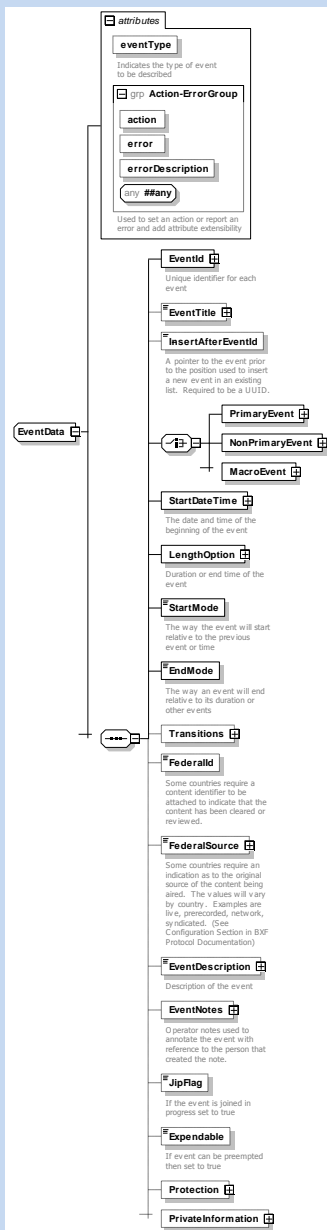 attributes
eventType
Indicates the type of event
to be described
grp Action-ErrorGroup
action
error
errorDescription
any ##any
Used to set an action or report an
error and add attribute extensibility
EventData
EventId
Unique identifier for each
event
EventTitle
InsertAfterEventId
A pointer to the event prior
to the position used to insert
a new event in an existing
list. Required to be a UUID.
PrimaryEvent
NonPrimaryEvent
MacroEvent
StartDateTime
The date and time of the
beginning of the event
LengthOption
Duration or end time of the
event
StartMode
The way the event will start
relative to the previous
event or time
EndMode
The way an event will end
relative to its duration or
other events
Transitions
FederalId
Some countries require a
content identifier to be
attached to indicate that the
content has been cleared or
reviewed.
FederalSource
Some countries require an
indication as to the original
source of the content being
aired. The values will vary
by country. Examples are
live, prerecorded, network,
syndicated. (See
Configuration Section in BXF
Protocol Documentation)
EventDescription
Description of the event
EventNotes
Operator notes used to
annotate the event with
reference to the person that
created the note.
JipFlag
If the event is joined in
progress set to true
Expendable
If event can be preempted
then set to true
Protection
PrivateInformation